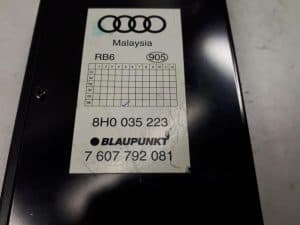 Malaysia
RB6 905
8H0 035 223
BLAUPUNKT
7 607 792 081